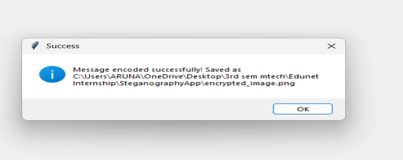 Success
Message encoded successfully! Saved as
C:\Users\ARUNA\OneDrive\Desktop\3rd sem mtech\Edunet
Internship\SteganographyApp\encrypted_image.png
OK